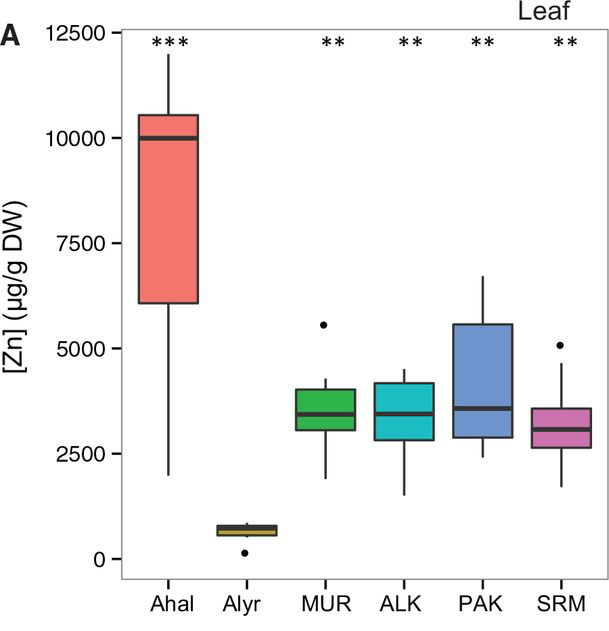 Leaf
A
12500
*** ** ** ** **
10000
7500
5000
2500
0
[Zn] (µg/g DW)
Ahal Alyr MUR ALK PAK SRM